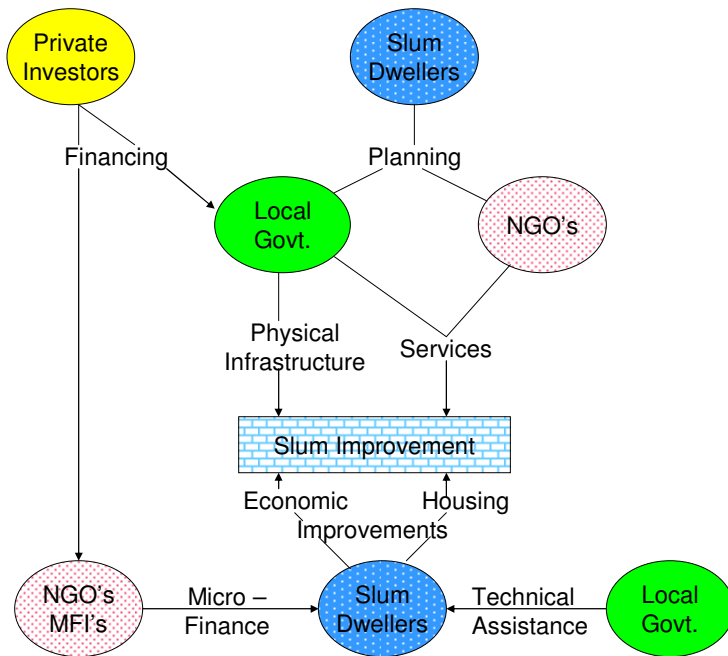 Private
Investors
Slum
Dwellers
Financing
Planning
Local
Govt.
NGO's
Physical
Infrastructure
Services
Slum Improvement
Economic
Housing
Improvements
NGO's
MFI's
Micro –
Finance
Slum
Dwellers
Technical
Assistance
Local
Govt.